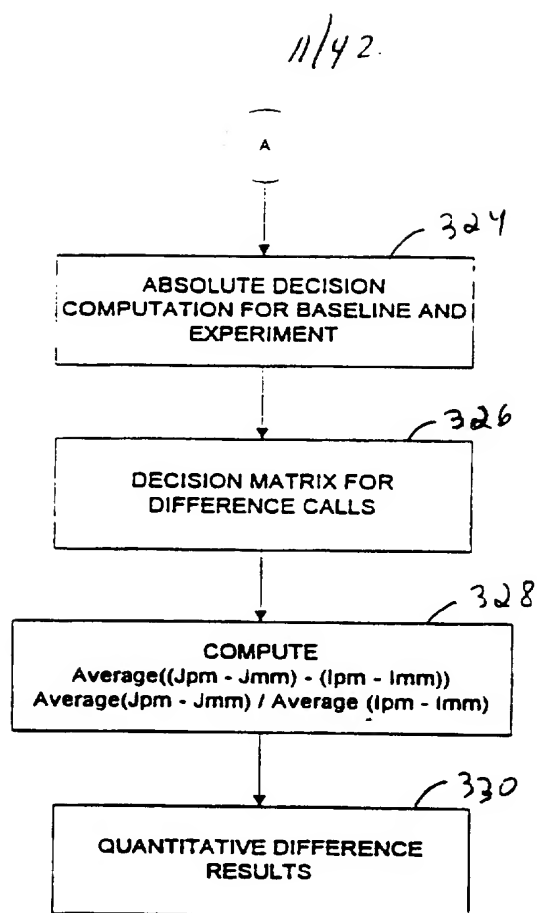 11/42.
A
324
ABSOLUTE DECISION
COMPUTATION FOR BASELINE AND
EXPERIMENT
326
DECISION MATRIX FOR
DIFFERENCE CALLS
328
COMPUTE
Average((Jpm - Jmm) - (Ipm - Imm))
Average(Jpm - Jmm) / Average (Ipm - Imm)
330
QUANTITATIVE DIFFERENCE
RESULTS